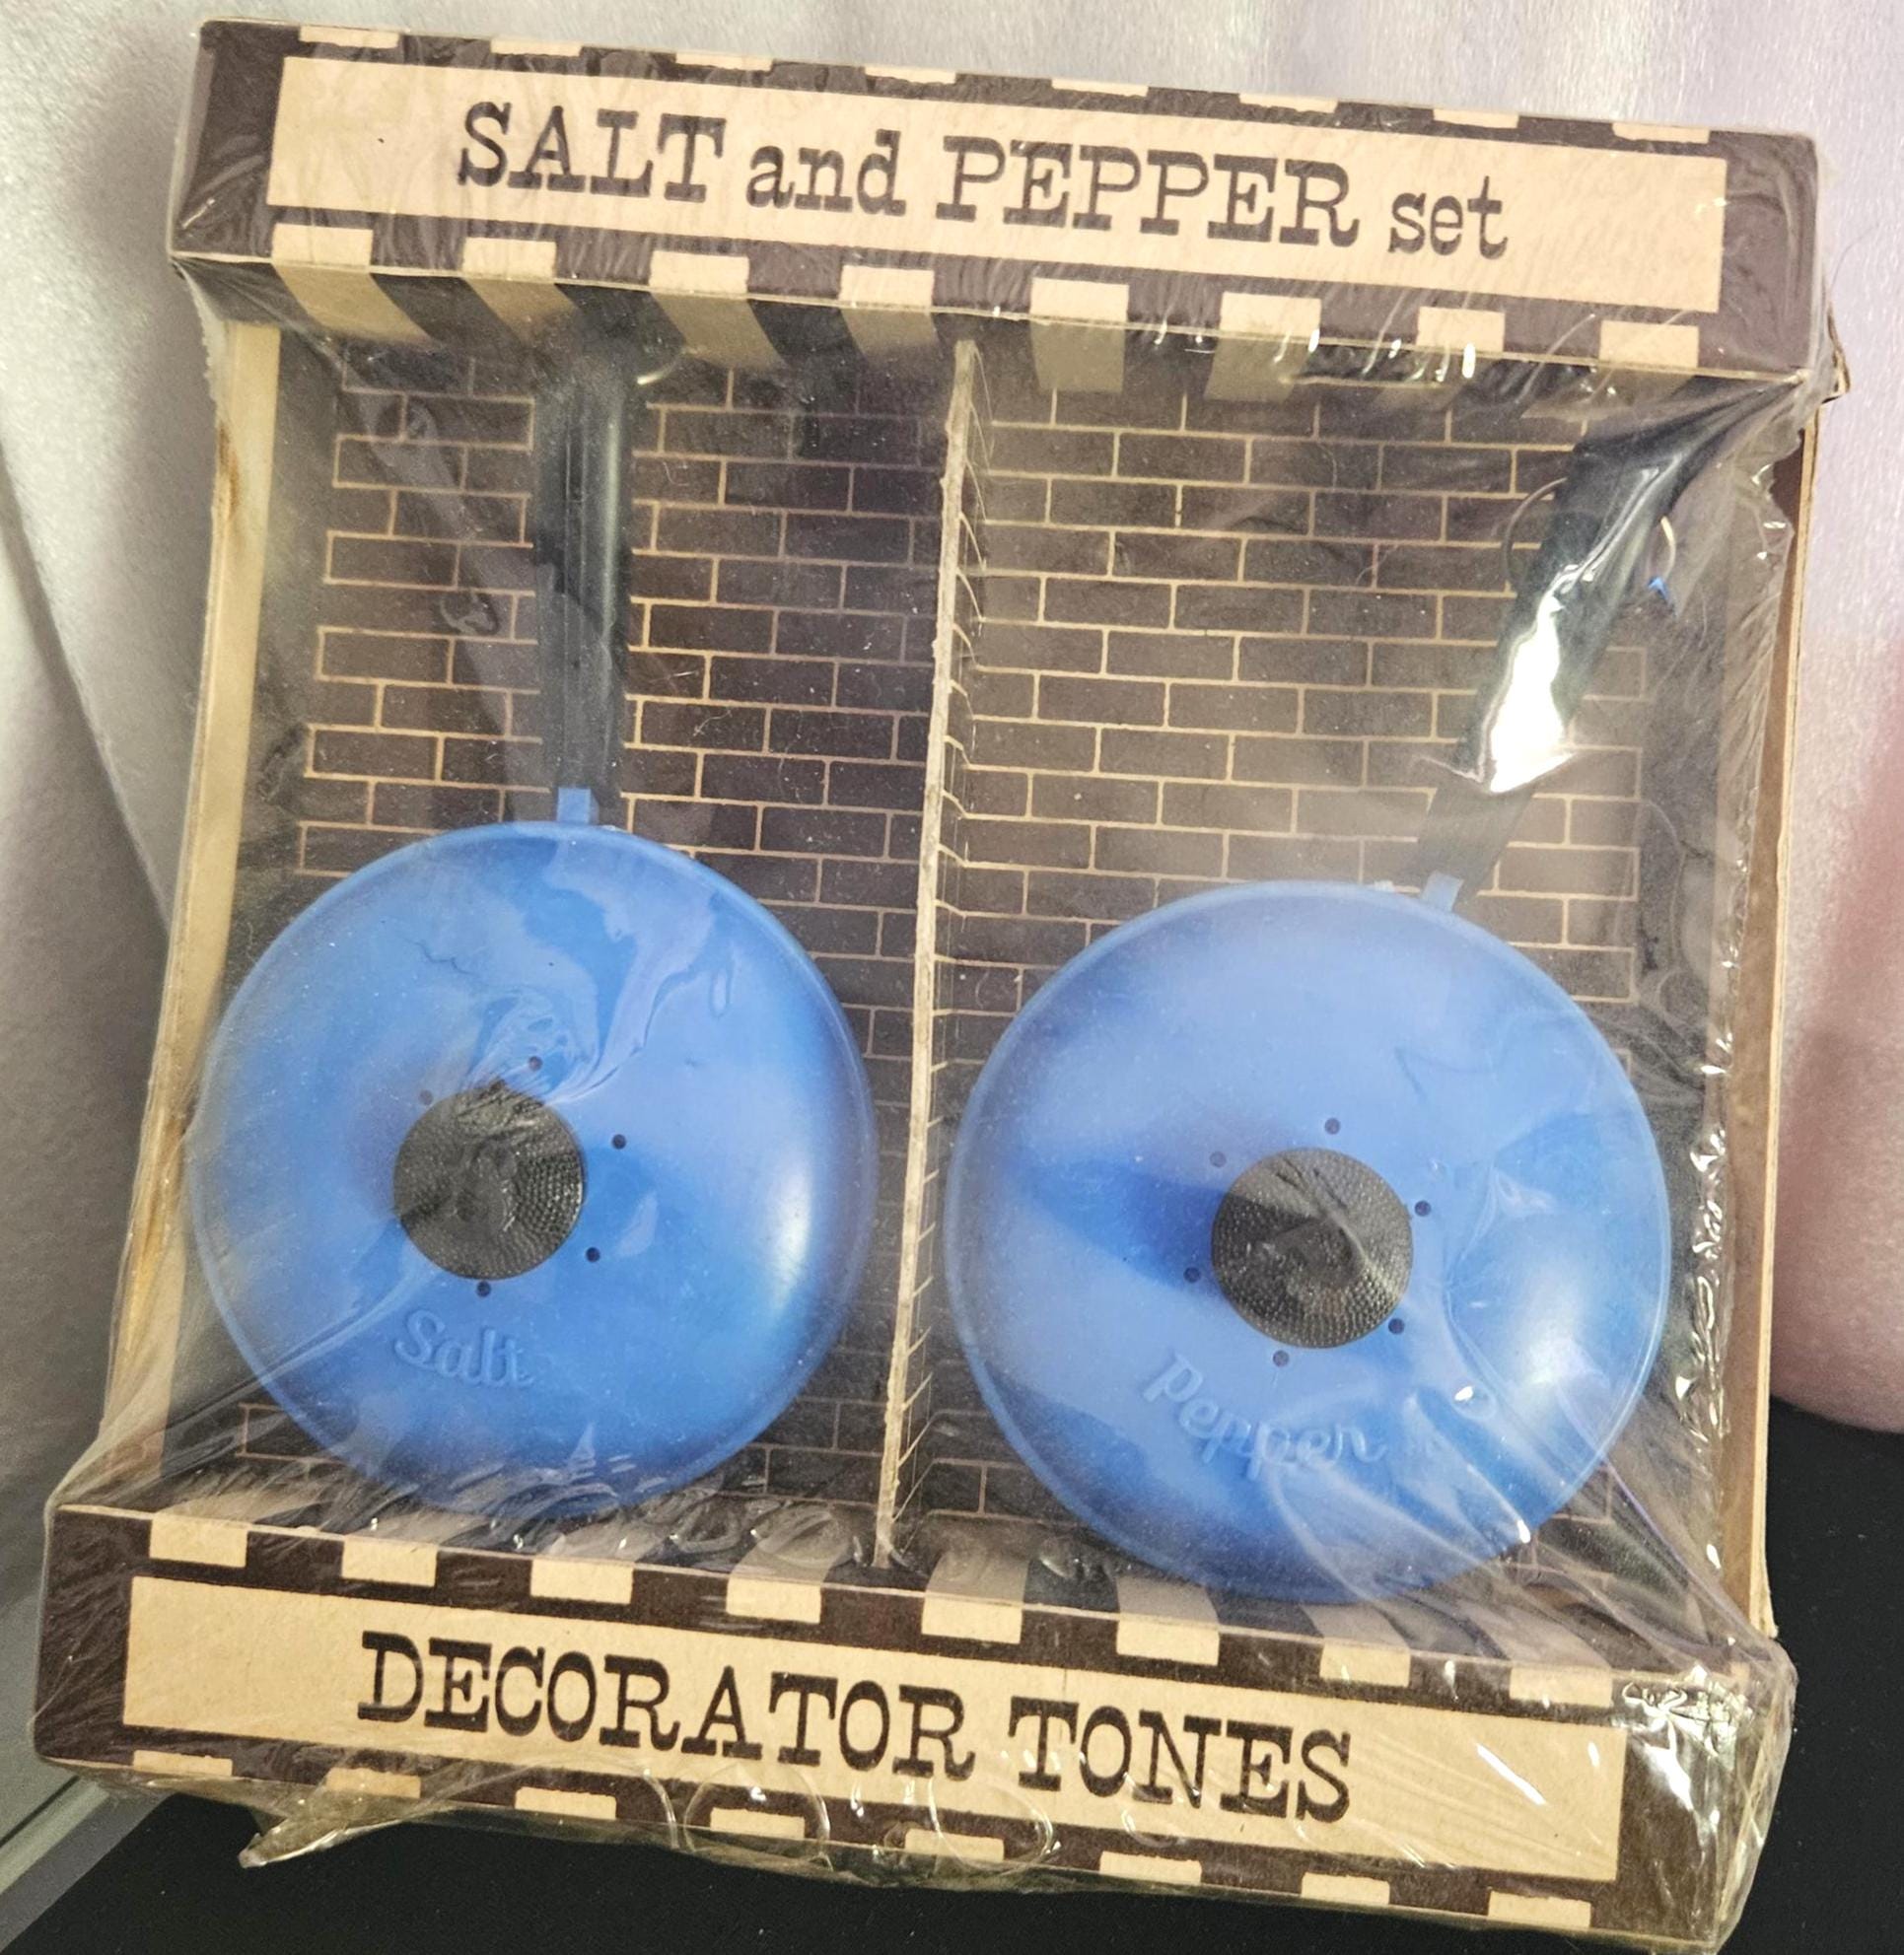 SALT and PEPPER set
Salt
Pepper
DECORATOR TONES